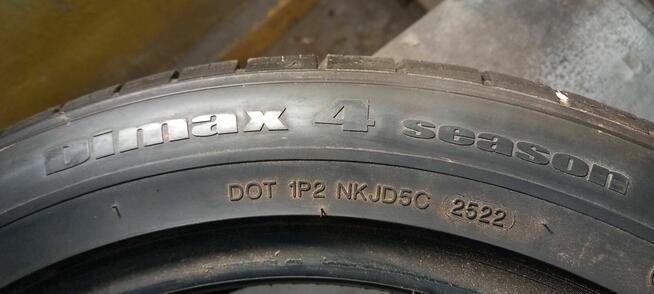 Dimax 4 season
DOT 1P2 NKJD5C (2522)